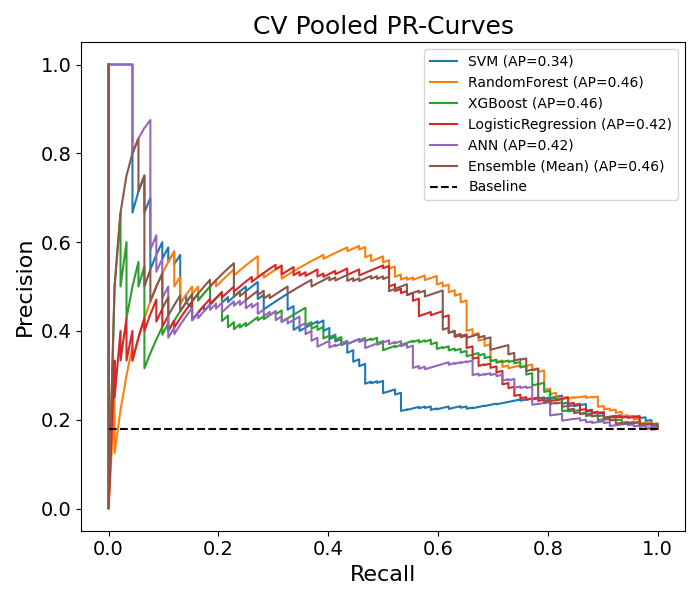 CV Pooled PR-Curves
SVM (AP=0.34)
RandomForest (AP=0.46)
XGBoost (AP=0.46)
LogisticRegression (AP=0.42)
ANN (AP=0.42)
Ensemble (Mean) (AP=0.46)
Baseline
Precision
1.0
0.8
0.6
0.4
0.2
0.0
0.0 0.2 0.4 0.6 0.8 1.0
Recall